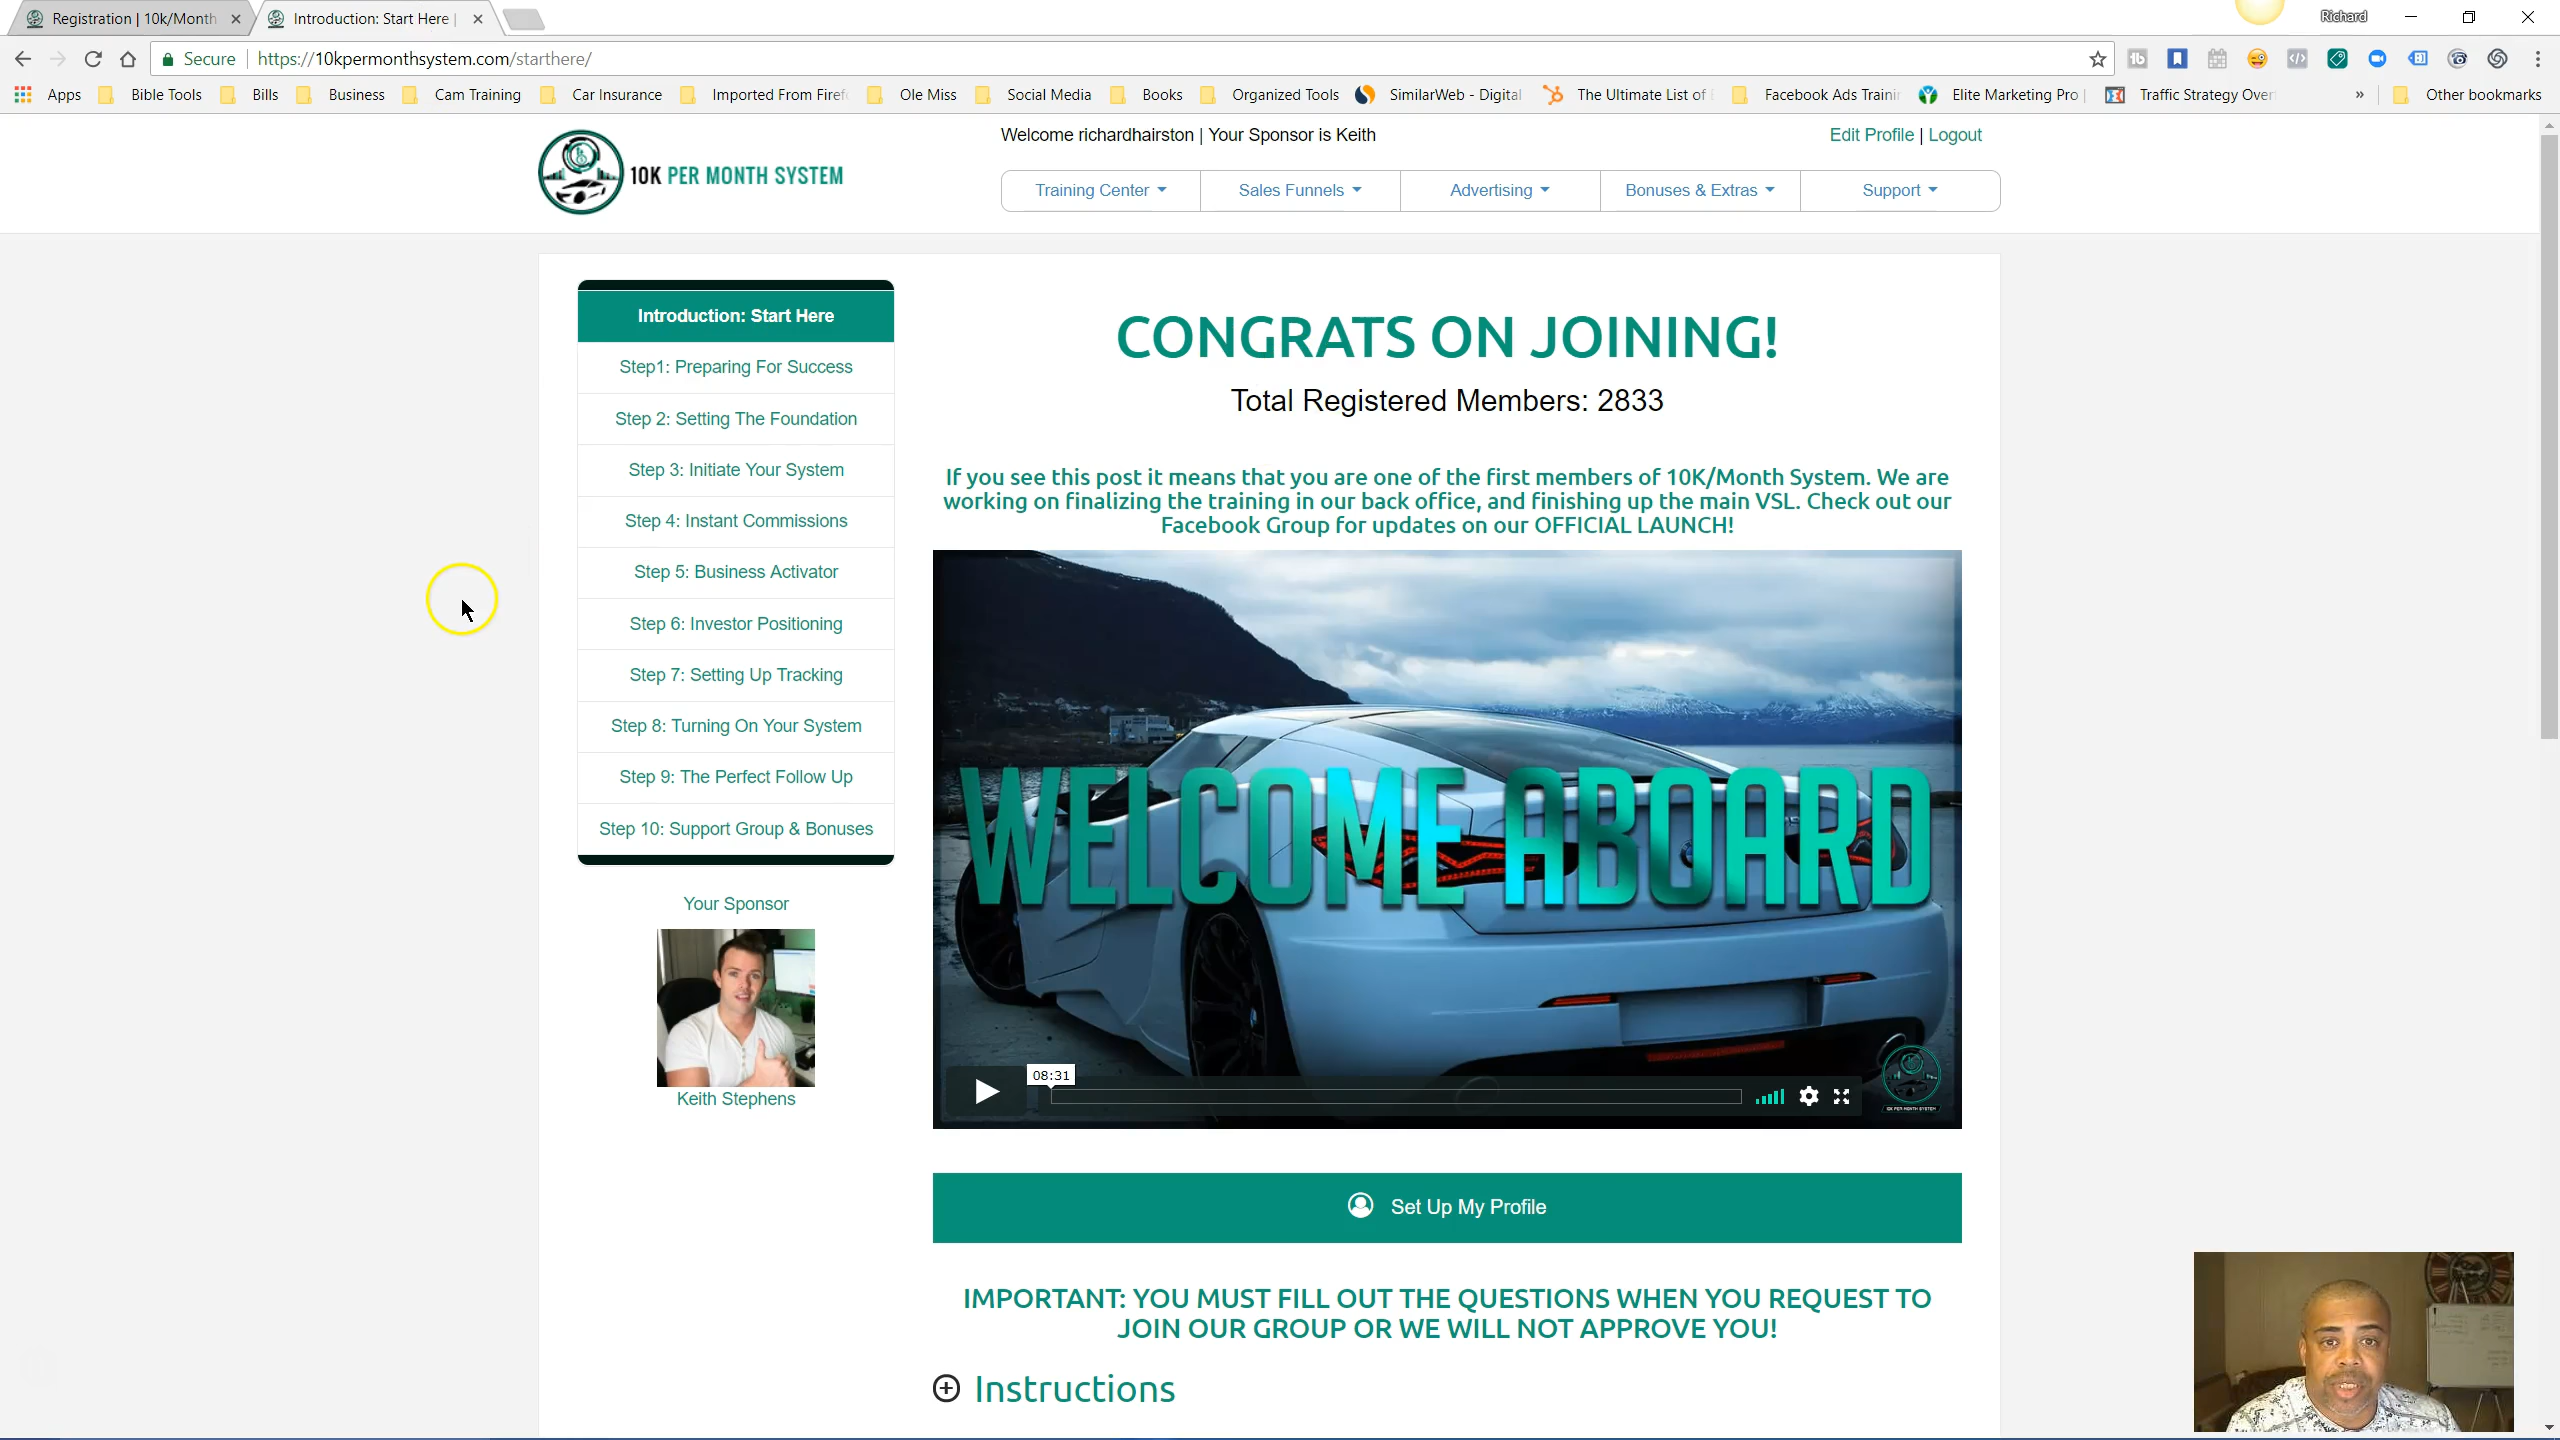 Registration | 10k/Month
Introduction: Start Here |
Richard
Secure
https://10kpermonthsystem.com/starthere/
Apps
Bible Tools
Bills
Business
Cam Training
Car Insurance
Imported From Firef
Ole Miss
Social Media
Books
Organized Tools
SimilarWeb - Digital
The Ultimate List of
Facebook Ads Traini
Elite Marketing Pro |
Traffic Strategy Over
»
Other bookmarks
10K PER MONTH SYSTEM
Welcome richardhairston | Your Sponsor is Keith
Edit Profile | Logout
Training Center
Sales Funnels
Advertising
Bonuses & Extras
Support
Introduction: Start Here
Step1: Preparing For Success
Step 2: Setting The Foundation
Step 3: Initiate Your System
Step 4: Instant Commissions
Step 5: Business Activator
Step 6: Investor Positioning
Step 7: Setting Up Tracking
Step 8: Turning On Your System
Step 9: The Perfect Follow Up
Step 10: Support Group & Bonuses
Your Sponsor
Keith Stephens
CONGRATS ON JOINING!
Total Registered Members: 2833
If you see this post it means that you are one of the first members of 10K/Month System. We are
working on finalizing the training in our back office, and finishing up the main VSL. Check out our
Facebook Group for updates on our OFFICIAL LAUNCH!
WELCOME ABOARD
08:31
10K PER MONTH SYSTEM
Set Up My Profile
IMPORTANT: YOU MUST FILL OUT THE QUESTIONS WHEN YOU REQUEST TO
JOIN OUR GROUP OR WE WILL NOT APPROVE YOU!
Instructions